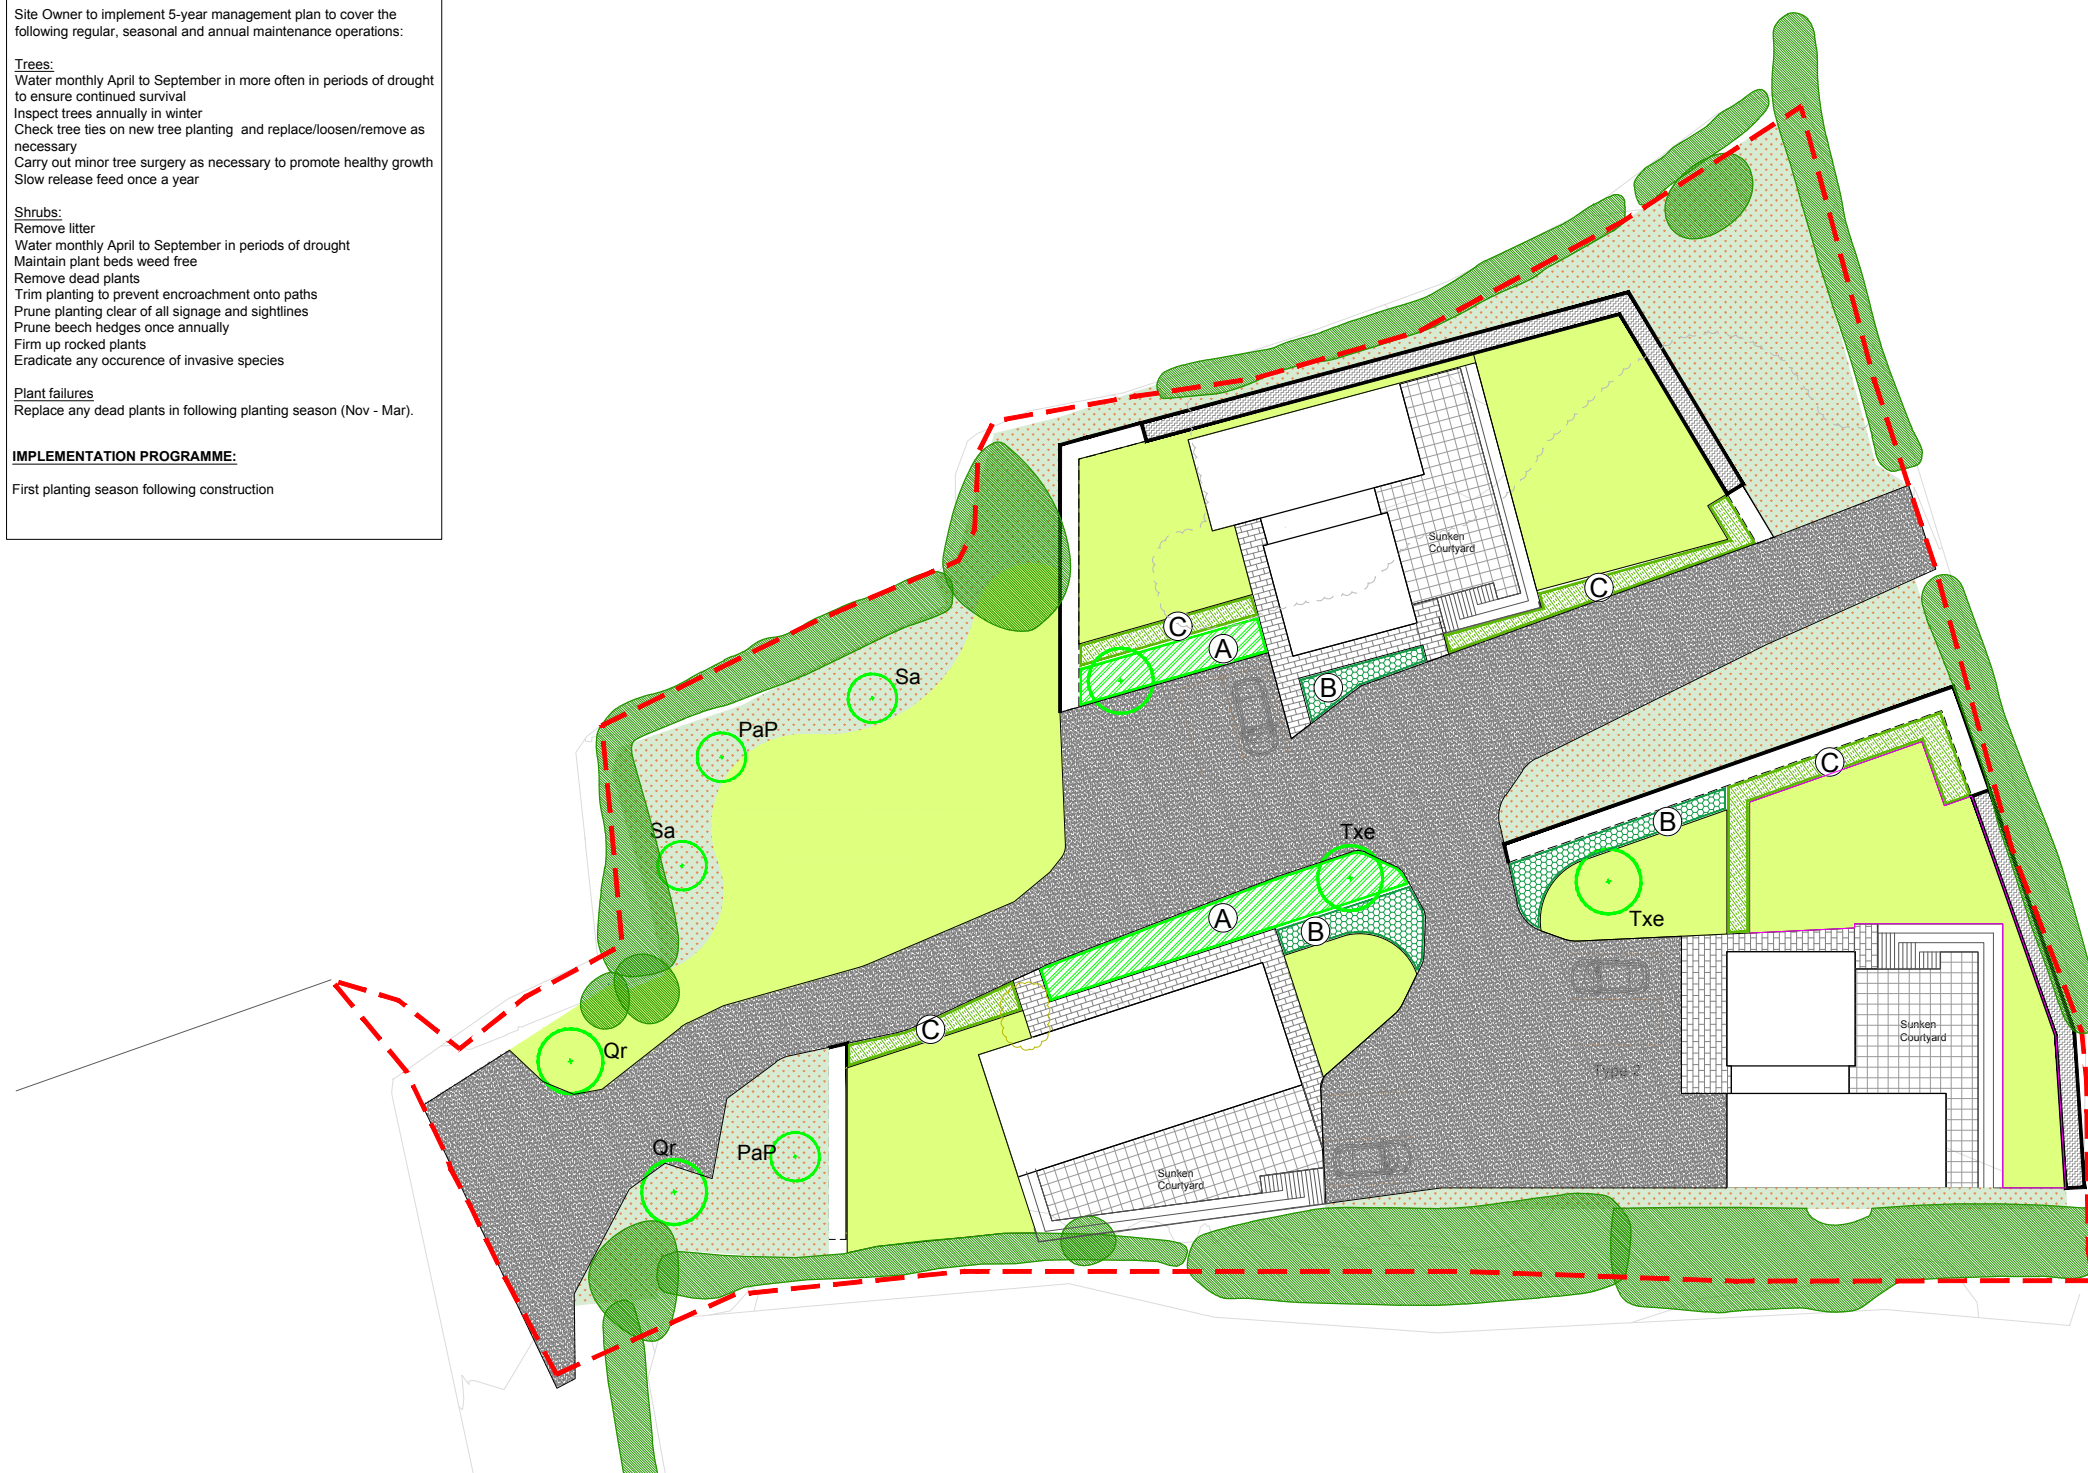 Site Owner to implement 5-year management plan to cover the
following regular, seasonal and annual maintenance operations:
Trees:
Water monthly April to September in more often in periods of drought
to ensure continued survival
Inspect trees annually in winter
Check tree ties on new tree planting and replace/loosen/remove as
necessary
Carry out minor tree surgery as necessary to promote healthy growth
Slow release feed once a year
Shrubs:
Remove litter
Water monthly April to September in periods of drought
Maintain plant beds weed free
Remove dead plants
Trim planting to prevent encroachment onto paths
Prune planting clear of all signage and sightlines
Prune beech hedges once annually
Firm up rocked plants
Eradicate any occurence of invasive species
Plant failures
Replace any dead plants in following planting season (Nov - Mar).
IMPLEMENTATION PROGRAMME:
First planting season following construction
Sunken
Courtyard
C
C
A
B
Sa
PaP
Sa
Txe
C
B
Txe
A
B
C
Qr
Sunken
Courtyard
Type 2
Qr
PaP
Sunken
Courtyard